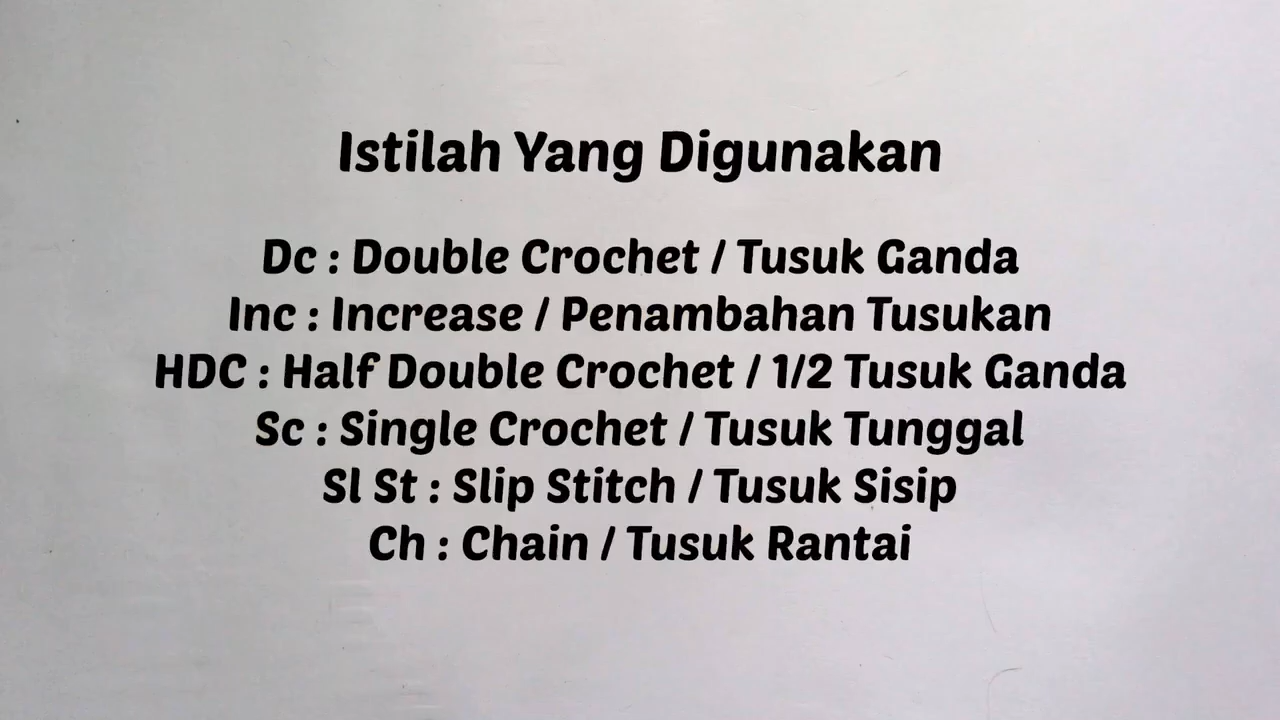 Istilah Yang Digunakan
Dc : Double Crochet / Tusuk Ganda
Inc : Increase / Penambahan Tusukan
HDC : Half Double Crochet / 1/2 Tusuk Ganda
Sc : Single Crochet / Tusuk Tunggal
Sl St : Slip Stitch / Tusuk Sisip
Ch : Chain / Tusuk Rantai